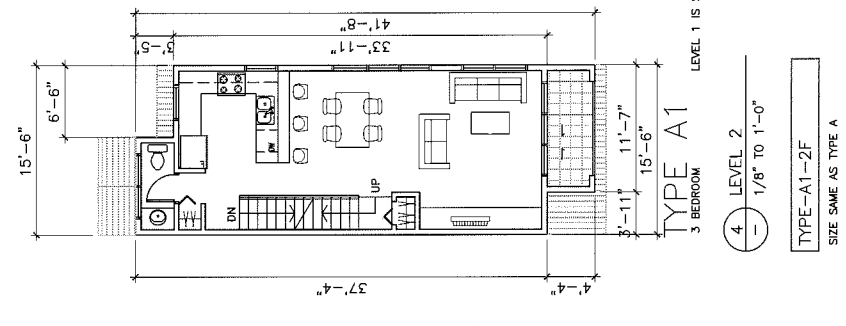 41'-8"
3'-5"
33'-11"
15'-6"
6'-6"
DW
DN
UP
11'-7"
15'-6"
3'-11"
37'-4"
4'-4"
TYPE A1
3 BEDROOM
LEVEL 1 IS
4
LEVEL 2
1/8" TO 1'-0"
TYPE-A1-2F
SIZE SAME AS TYPE A